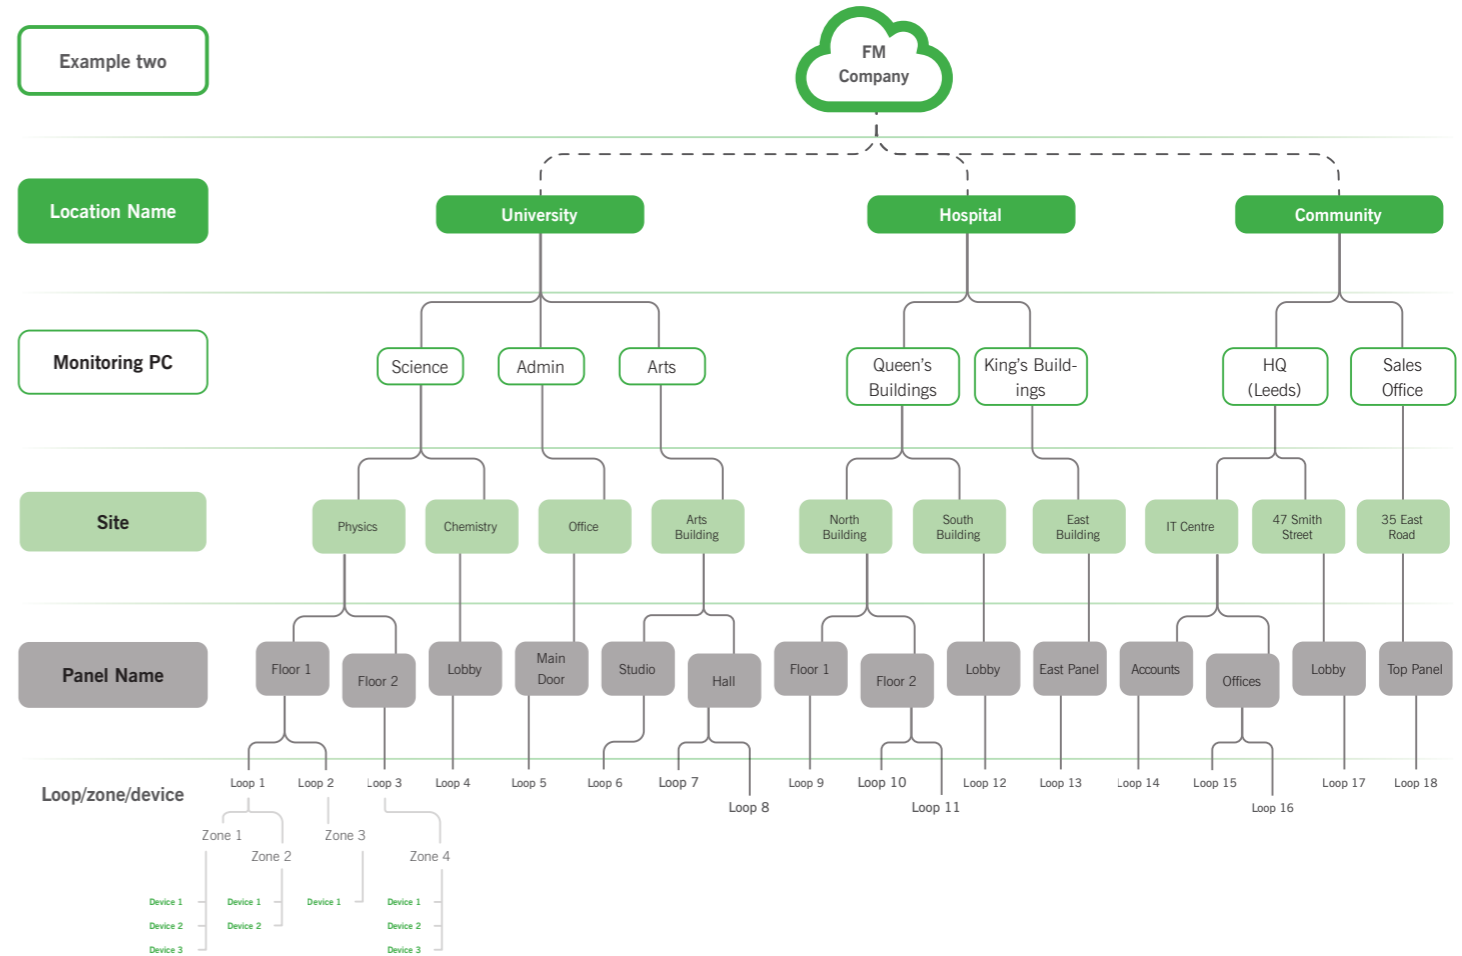 Example two
FM
Company
Location Name
University
Hospital
Community
Monitoring PC
Science
Admin
Arts
Queen's
Buildings
King's Build-
ings
HQ
(Leeds)
Sales
Office
Site
Physics
Chemistry
Office
Arts
Building
North
Building
South
Building
East
Building
IT Centre
47 Smith
Street
35 East
Road
Panel Name
Floor 1
Floor 2
Lobby
Main
Door
Studio
Hall
Floor 1
Floor 2
Lobby
East Panel
Accounts
Offices
Lobby
Top Panel
Loop/zone/device
Loop 1
Loop 2
Loop 3
Loop 4
Loop 5
Loop 6
Loop 7
Loop 8
Loop 9
Loop 10
Loop 11
Loop 12
Loop 13
Loop 14
Loop 15
Loop 16
Loop 17
Loop 18
Zone 1
Zone 2
Zone 3
Zone 4
Device 1
Device 2
Device 3
Device 1
Device 2
Device 1
Device 1
Device 2
Device 3